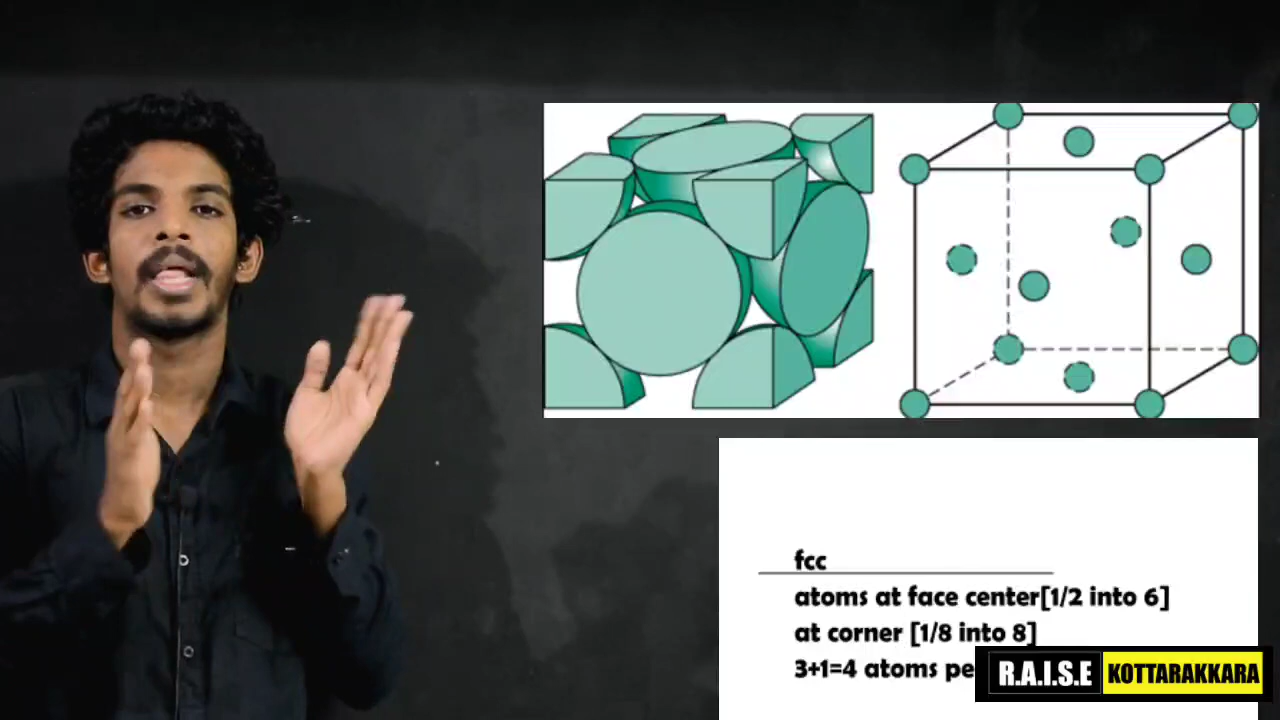 fcc
atoms at face center[1/2 into 6]
at corner [1/8 into 8]
3+1=4 atoms
R.A.I.S.E KOTTARAKKARA